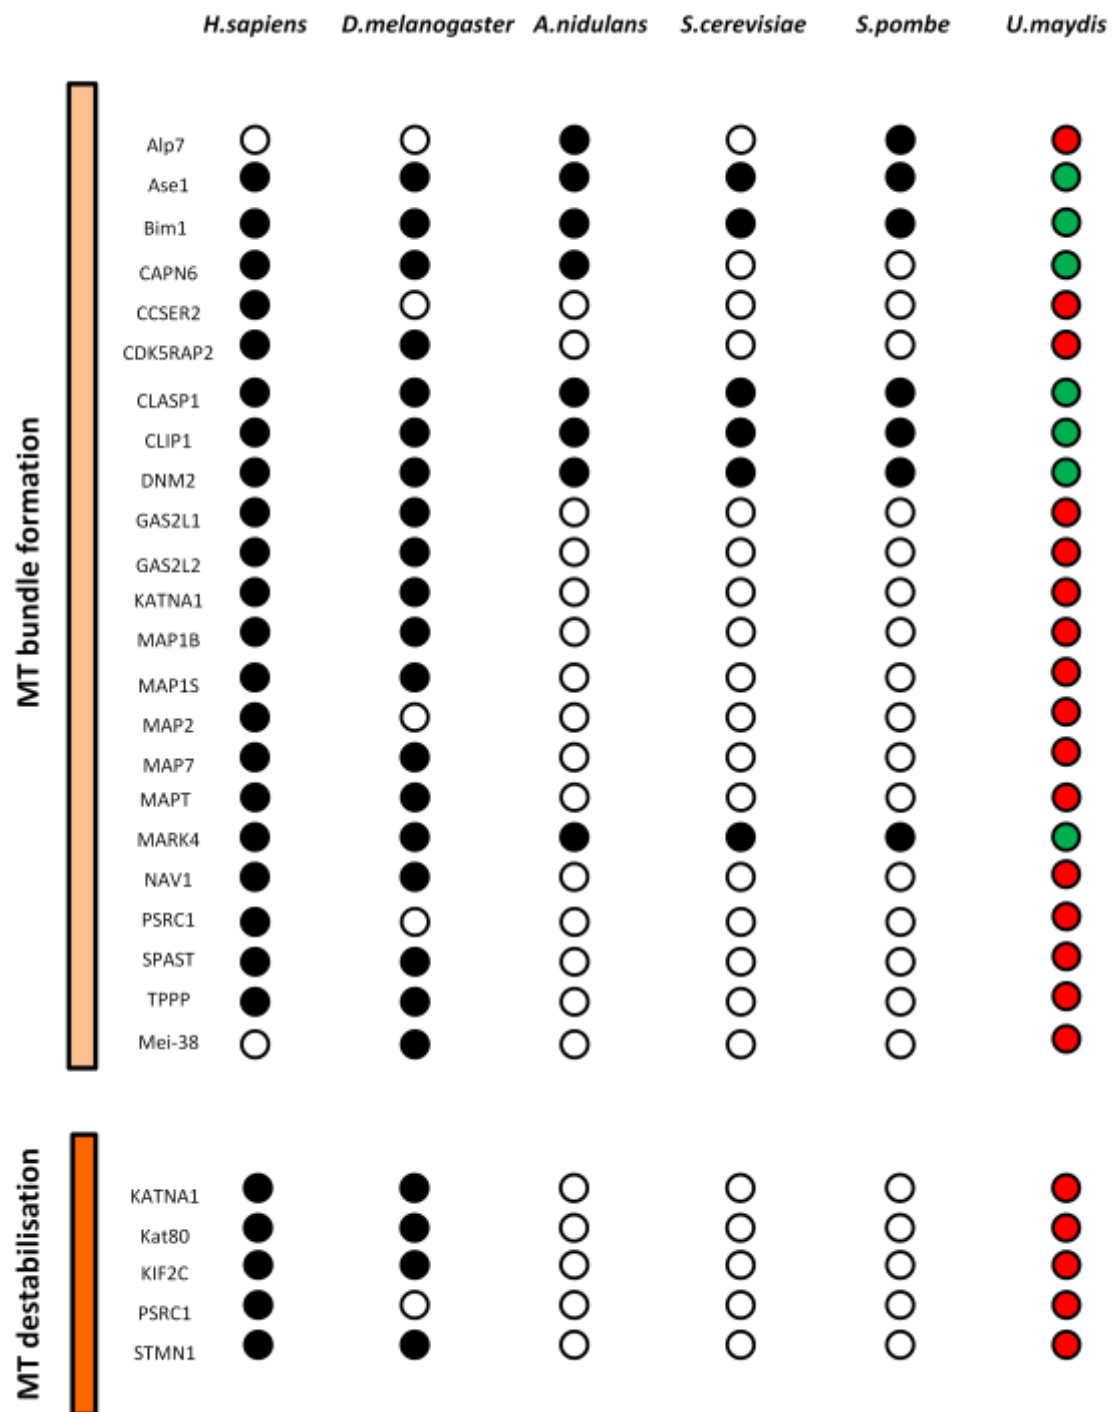 H.sapiens D.melanogaster A.nidulans S.cerevisiae S.pombe U.maydis
MT bundle formation
Alp7
Ase1
Bim1
CAPN6
CCSER2
CDK5RAP2
CLASP1
CLIP1
DNM2
GAS2L1
GAS2L2
KATNA1
MAP1B
MAP1S
MAP2
MAP7
MAPT
MARK4
NAV1
PSRC1
SPAST
TPPP
Mei-38
MT destabilisation
KATNA1
Kat80
KIF2C
PSRC1
STMN1